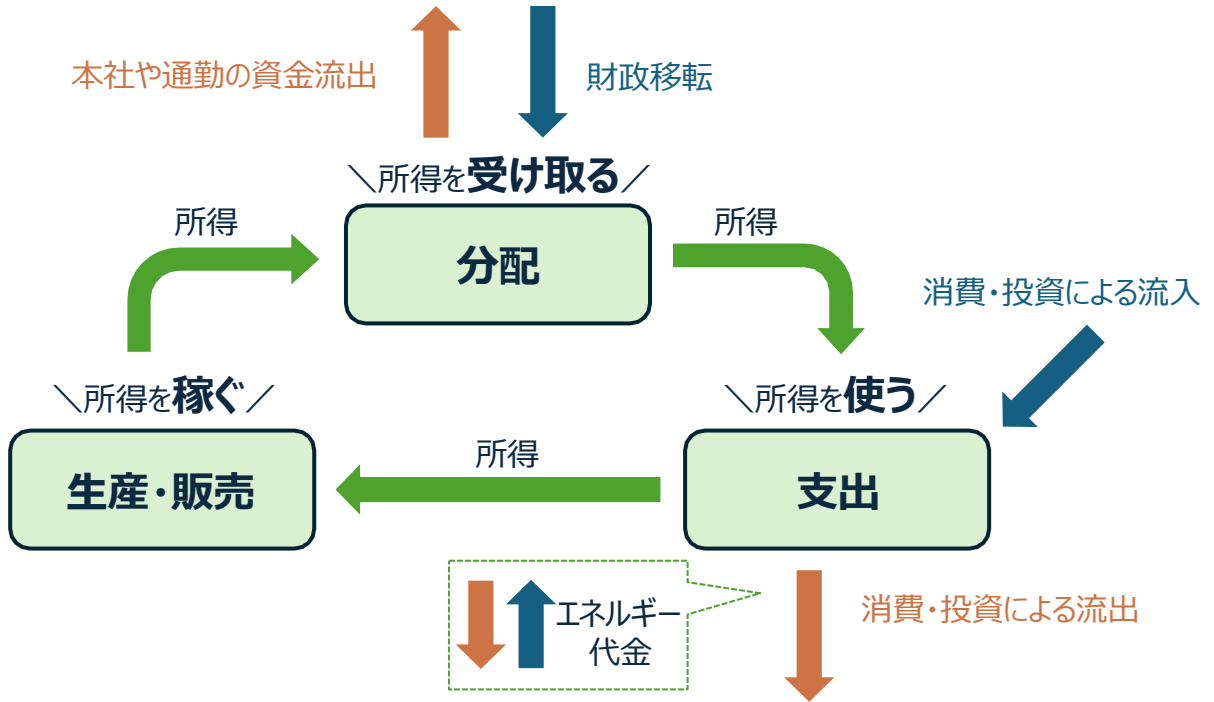 本社や通勤の資金流出
財政移転
＼所得を受け取る／
所得
分配
所得
消費・投資による流入
＼所得を稼ぐ／
＼所得を使う／
生産・販売
所得
支出
エネルギー
代金
消費・投資による流出